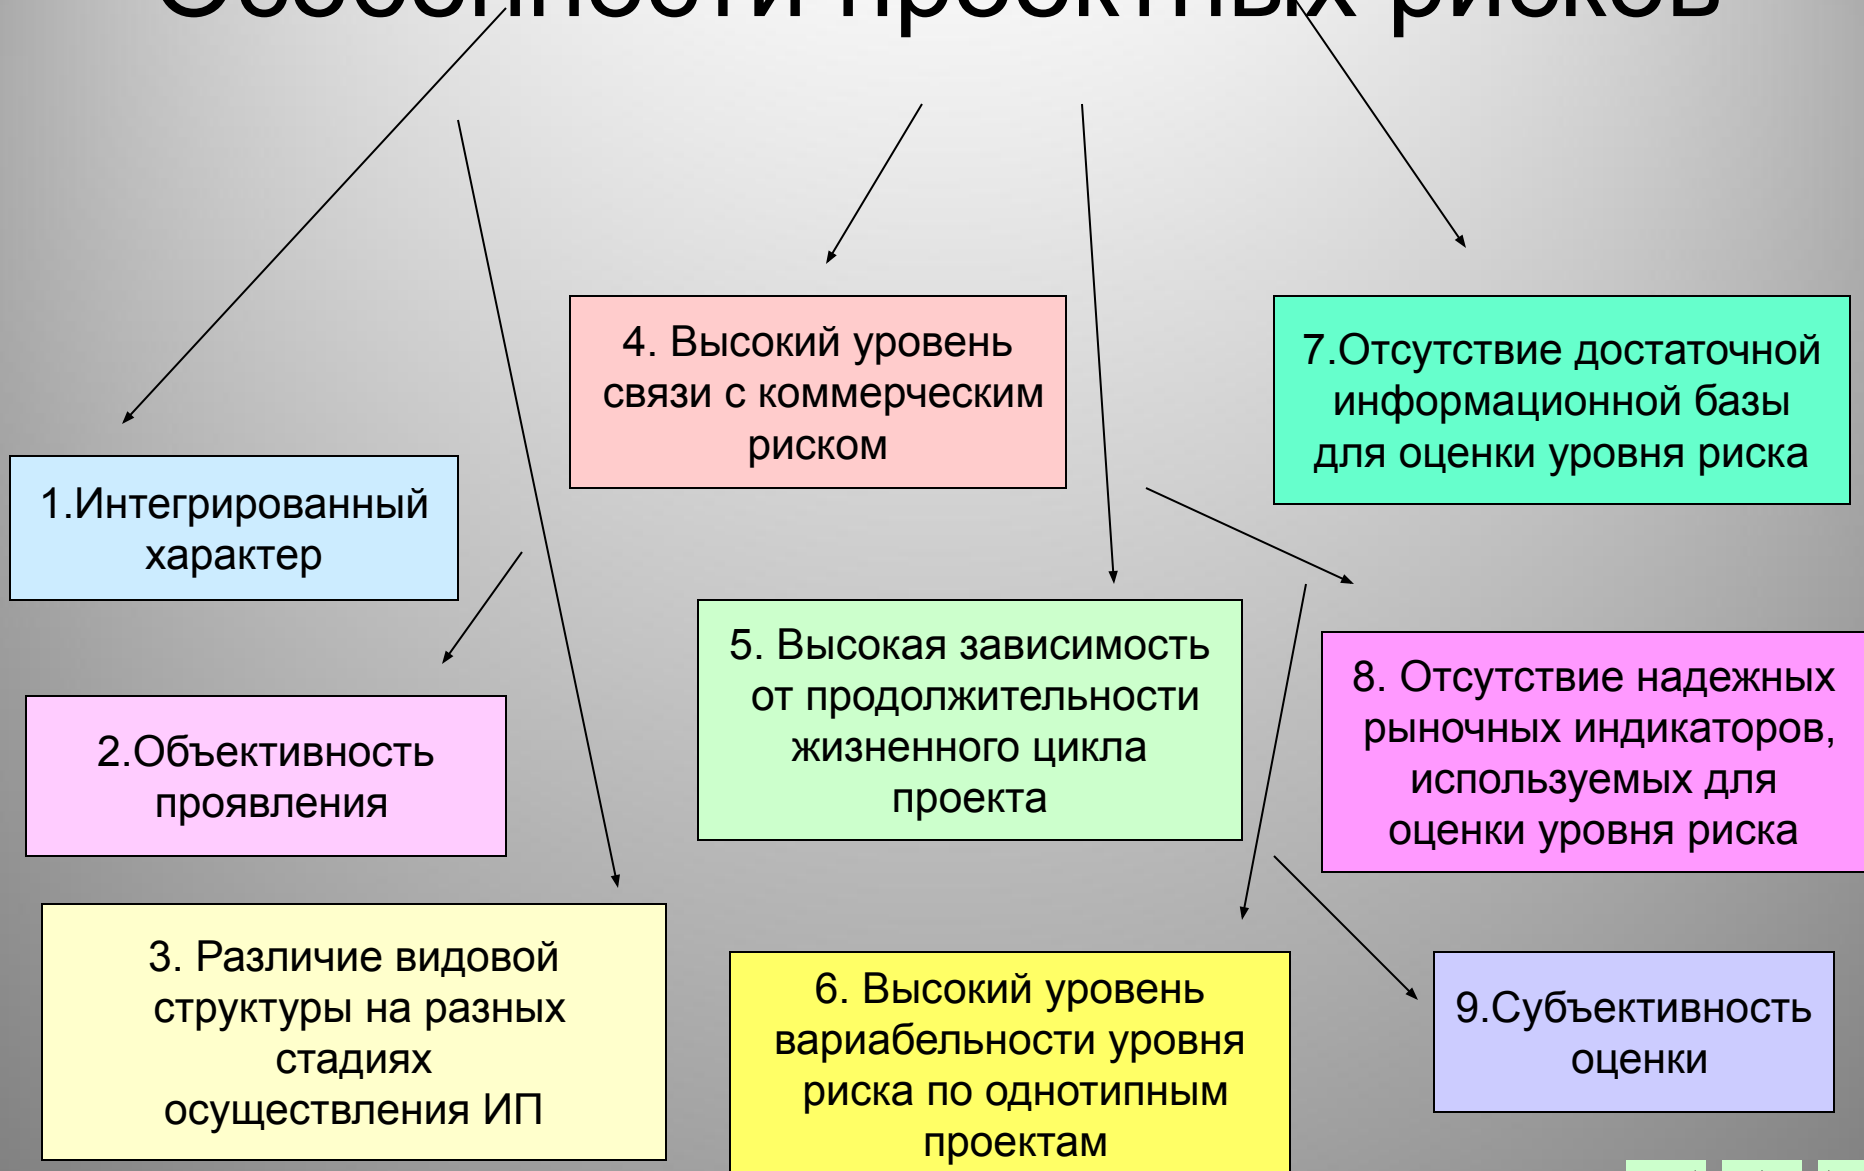 Особенности проектных рисков
1.Интегрированный
характер
2.Объективность
проявления
3. Различие видовой
структуры на разных
стадиях
осуществления ИП
4. Высокий уровень
связи с коммерческим
риском
5. Высокая зависимость
от продолжительности
жизненного цикла
проекта
6. Высокий уровень
вариабельности уровня
риска по однотипным
проектам
7.Отсутствие достаточной
информационной базы
для оценки уровня риска
8. Отсутствие надежных
рыночных индикаторов,
используемых для
оценки уровня риска
9.Субъективность
оценки